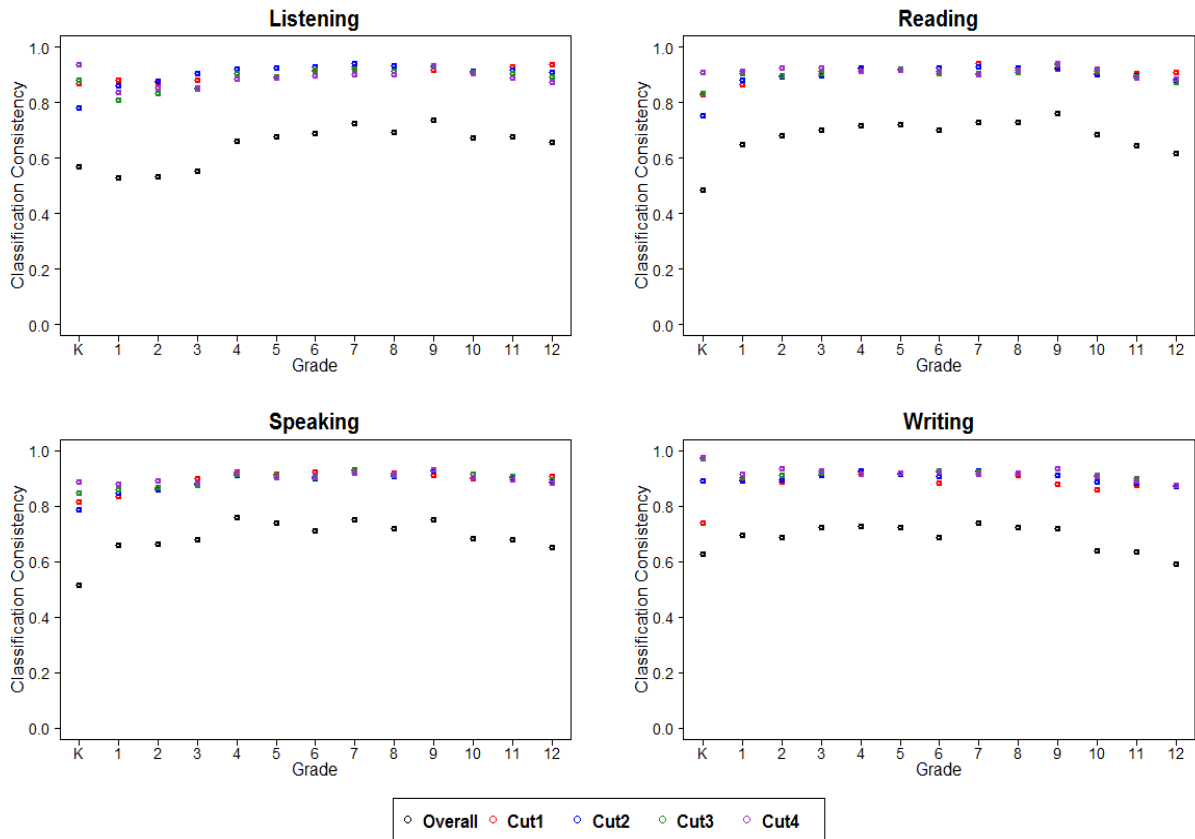 Listening
Classification Consistency
1.0
0.8
0.6
0.4
0.2
0.0
K 1 2 3 4 5 6 7 8 9 10 11 12
Grade
Reading
Classification Consistency
1.0
0.8
0.6
0.4
0.2
0.0
K 1 2 3 4 5 6 7 8 9 10 11 12
Grade
Speaking
Classification Consistency
1.0
0.8
0.6
0.4
0.2
0.0
K 1 2 3 4 5 6 7 8 9 10 11 12
Grade
Writing
Classification Consistency
1.0
0.8
0.6
0.4
0.2
0.0
K 1 2 3 4 5 6 7 8 9 10 11 12
Grade
Overall Cut1 Cut2 Cut3 Cut4